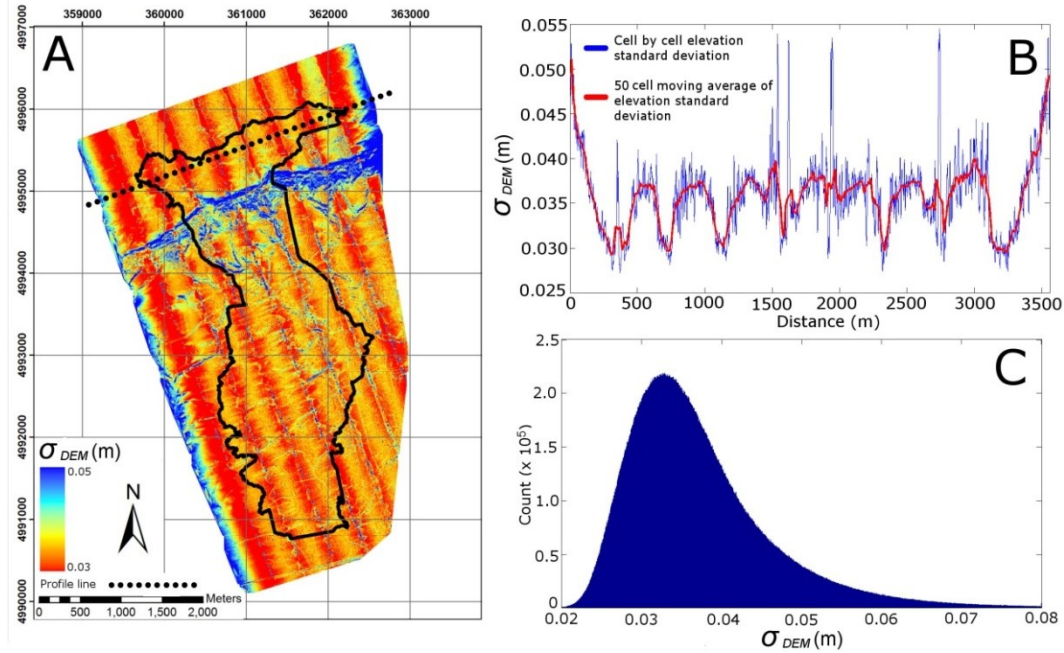 359000 360000 361000 362000 363000
A
4997000
4996000
4995000
4994000
4993000
4992000
4991000
4990000
σ DEM (m)
0.05
0.03
N
Profile line
Meters
0 500 1,000 1,500 2,000
B
Cell by cell elevation
standard deviation
50 cell moving average of
elevation standard
deviation
σ DEM (m)
0.055
0.050
0.045
0.040
0.035
0.030
0.025
0 500 1000 1500 2000 2500 3000 3500
Distance (m)
C
Count (x 10⁵)
2.5
2.0
1.5
1.0
0.5
0
0.02 0.03 0.04 0.05 0.06 0.07 0.08
σ DEM (m)